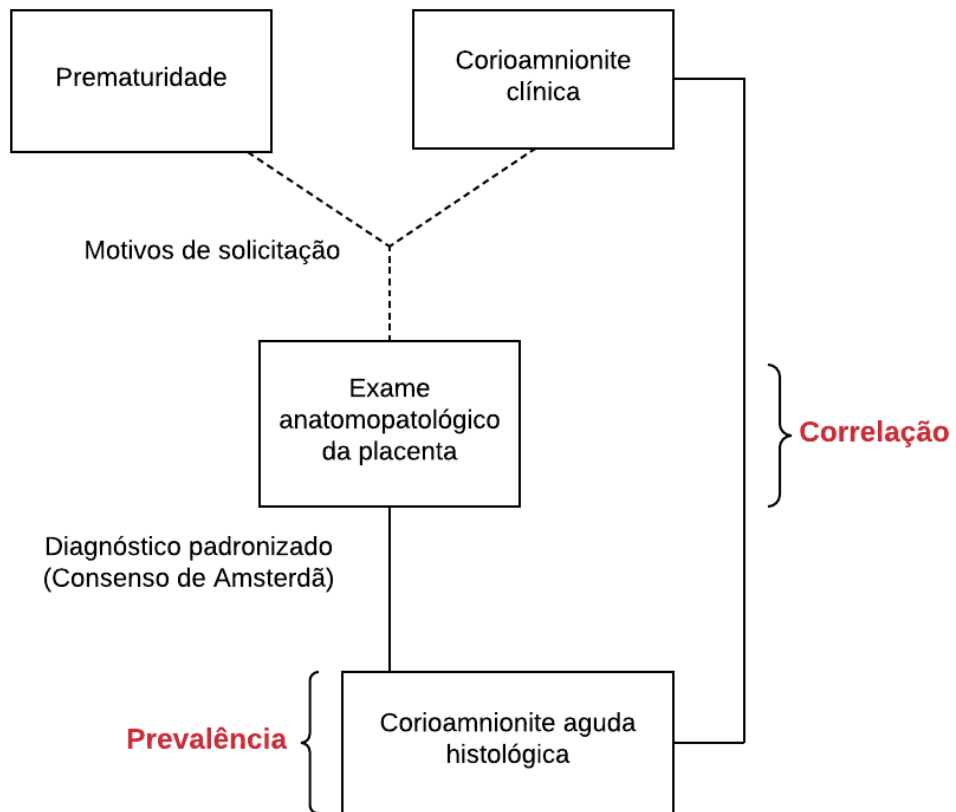 Prematuridade
Corioamnionite
clínica
Motivos de solicitação
Exame
anatomopatológico
da placenta
Correlação
Diagnóstico padronizado
(Consenso de Amsterdã)
Prevalência
Corioamnionite aguda
histológica